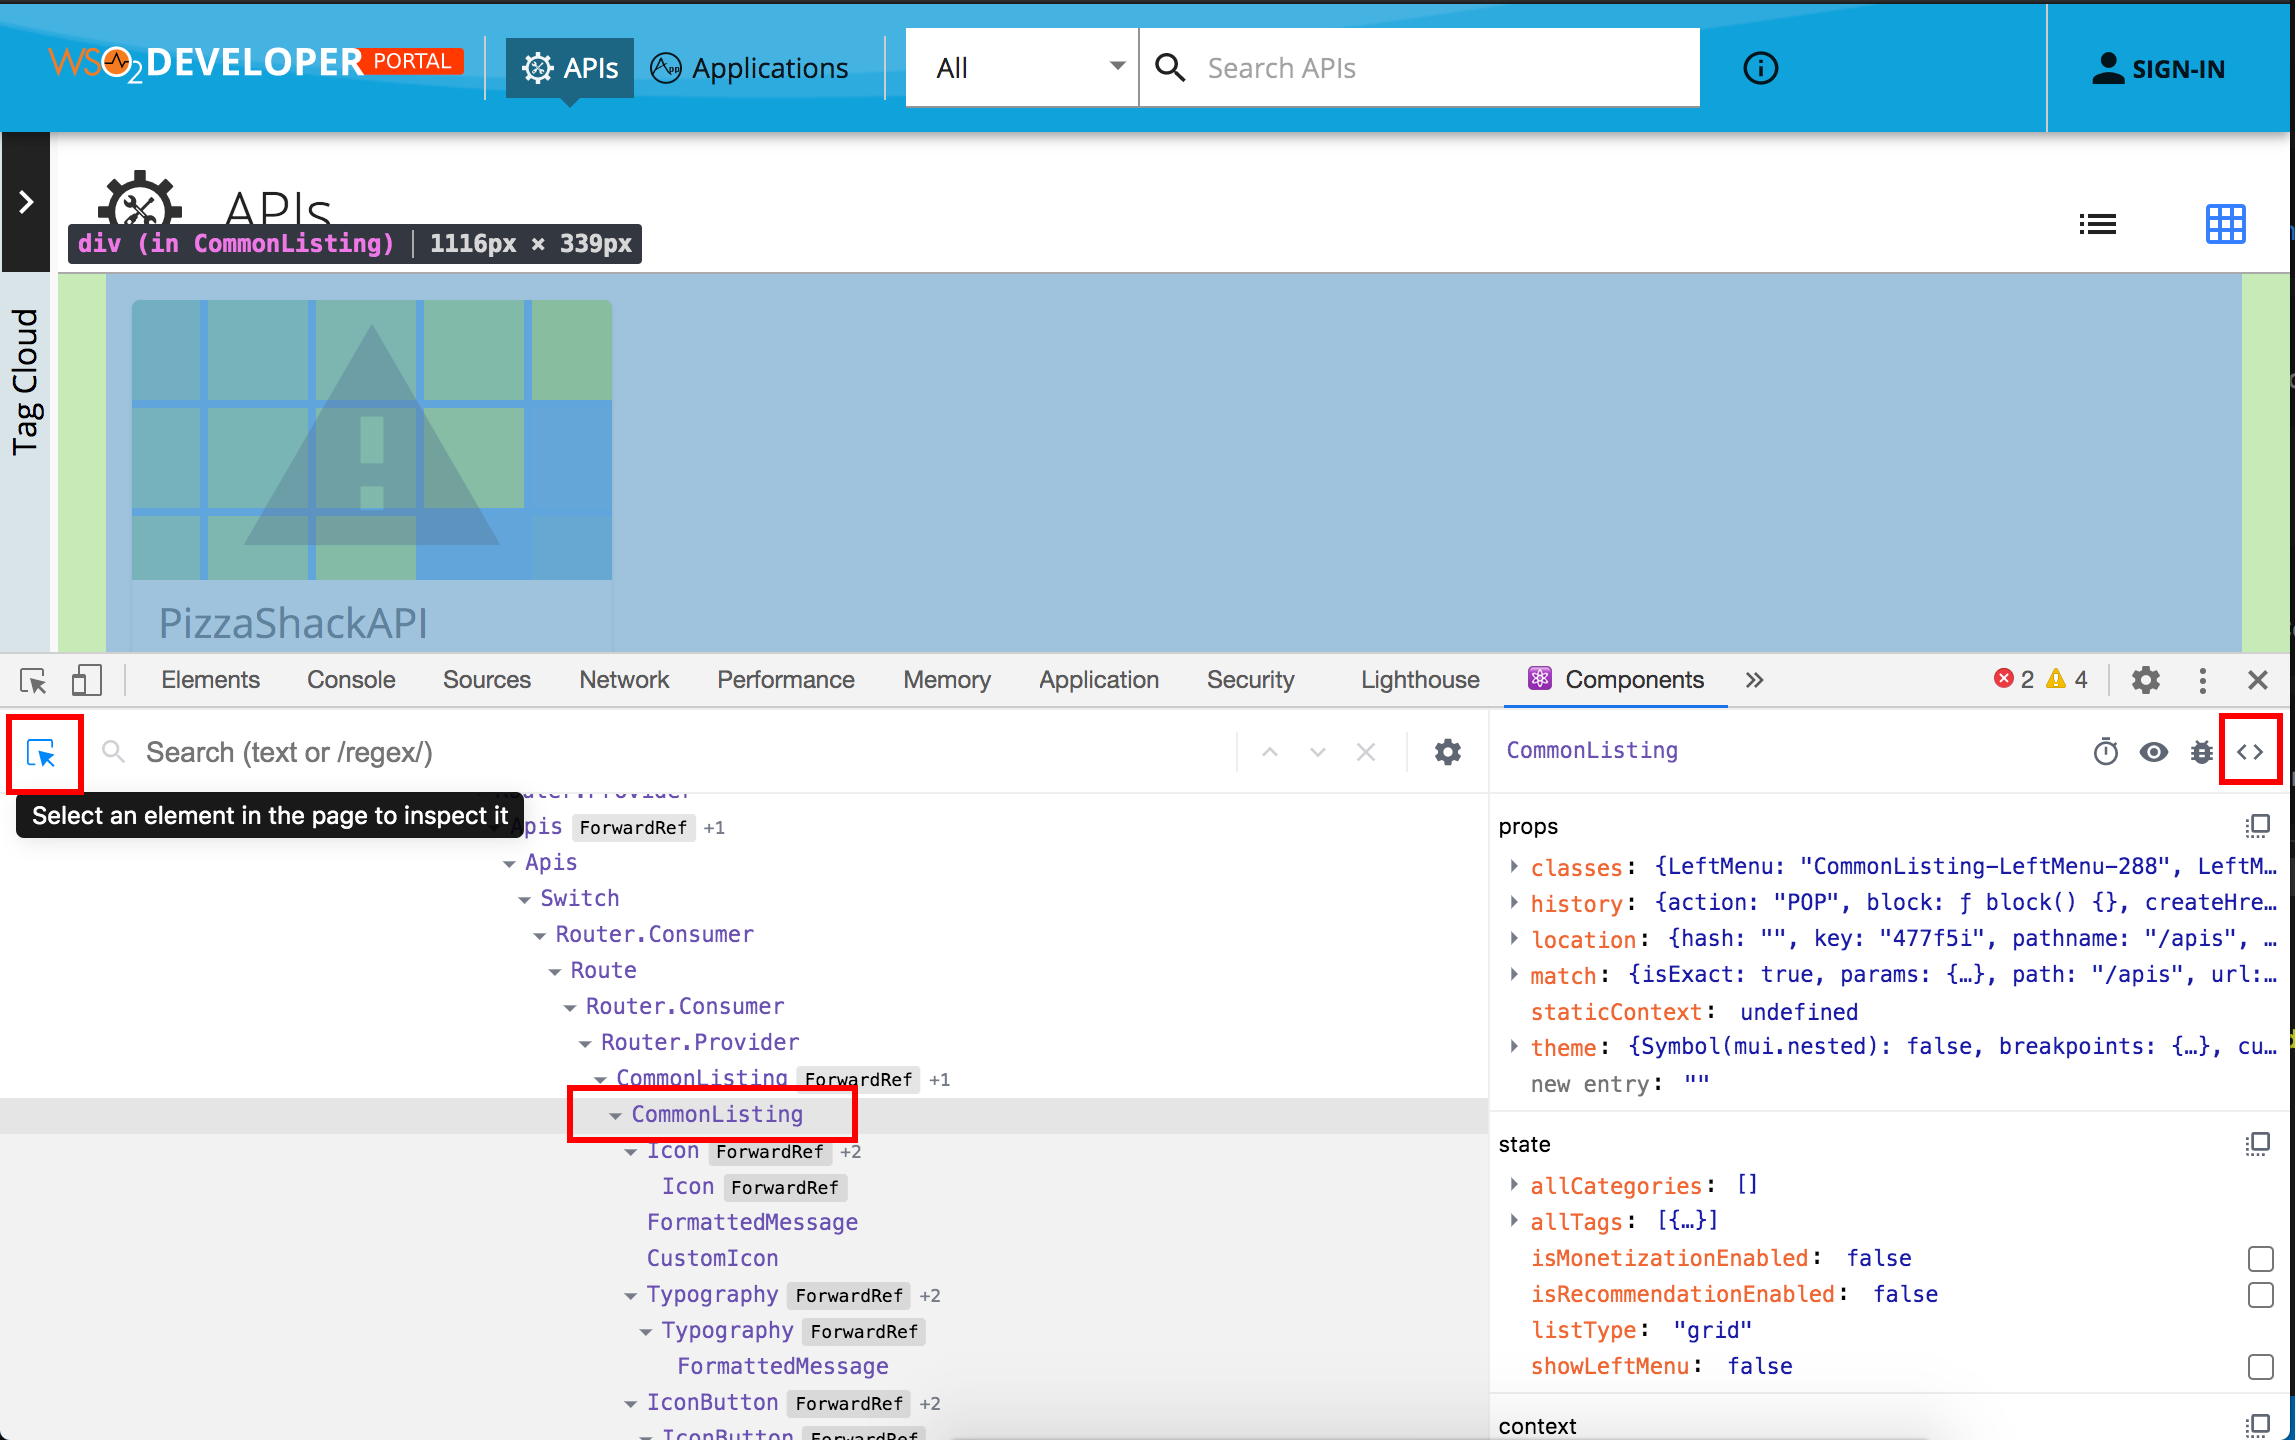 WSO2 DEVELOPER PORTAL APIs Applications All Search APIs SIGN-IN
APIs
div (in CommonListing) | 1116px × 339px
Tag Cloud
PizzaShackAPI
Elements Console Sources Network Performance Memory Application Security Lighthouse Components » 2 4
Search (text or /regex/)
CommonListing
Select an element in the page to inspect it
Router.Provider
Apis ForwardRef +1
Apis
Switch
Router.Consumer
Route
Router.Consumer
Router.Provider
CommonListing ForwardRef +1
CommonListing
Icon ForwardRef +2
Icon ForwardRef
FormattedMessage
CustomIcon
Typography ForwardRef +2
Typography ForwardRef
FormattedMessage
IconButton ForwardRef +2
IconButton ForwardRef
props
classes: {LeftMenu: "CommonListing-LeftMenu-288", LeftM…
history: {action: "POP", block: ƒ block() {}, createHre…
location: {hash: "", key: "477f5i", pathname: "/apis", …
match: {isExact: true, params: {…}, path: "/apis", url:…
staticContext: undefined
theme: {Symbol(mui.nested): false, breakpoints: {…}, cu…
new entry: ""
state
allCategories: []
allTags: [{…}]
isMonetizationEnabled: false
isRecommendationEnabled: false
listType: "grid"
showLeftMenu: false
context